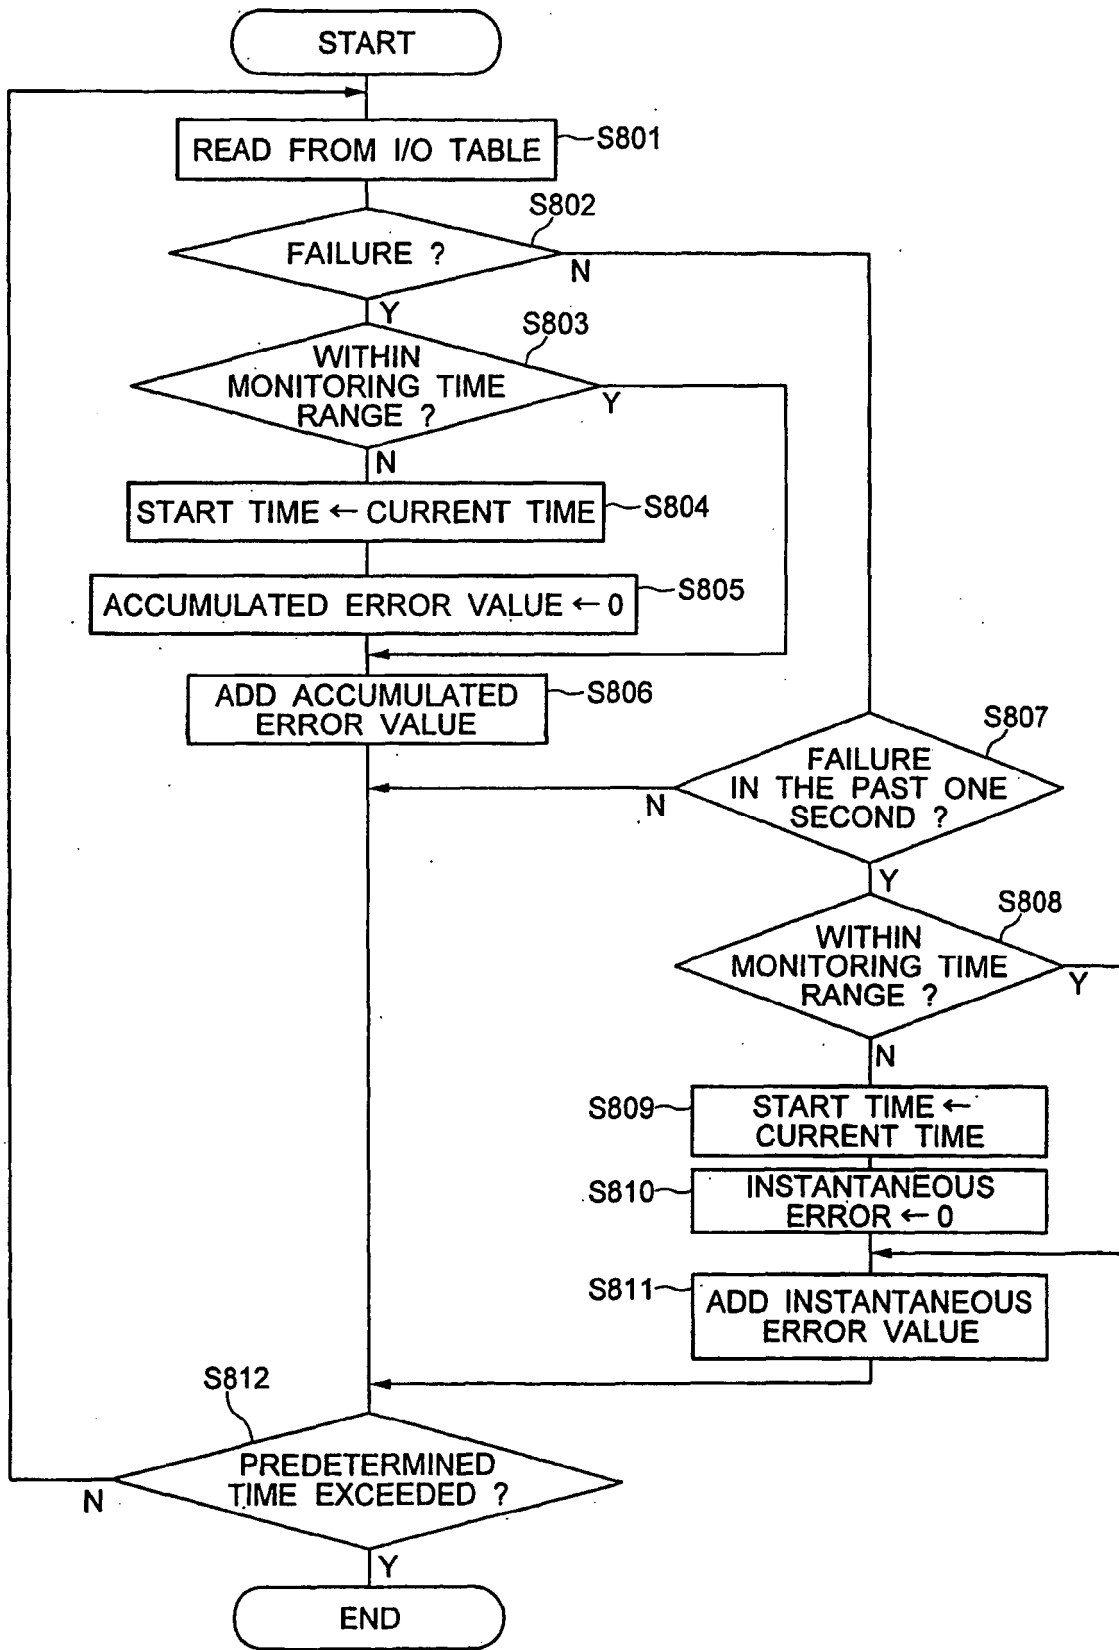 START
READ FROM I/O TABLE
S801
S802
FAILURE ?
N
Y
S803
WITHIN
MONITORING TIME
RANGE ?
Y
N
START TIME ← CURRENT TIME
S804
ACCUMULATED ERROR VALUE ← 0
S805
ADD ACCUMULATED
ERROR VALUE
S806
S807
FAILURE
IN THE PAST ONE
SECOND ?
N
Y
S808
WITHIN
MONITORING TIME
RANGE ?
Y
N
S809
START TIME ←
CURRENT TIME
S810
INSTANTANEOUS
ERROR ← 0
S811
ADD INSTANTANEOUS
ERROR VALUE
S812
PREDETERMINED
TIME EXCEEDED ?
N
Y
END